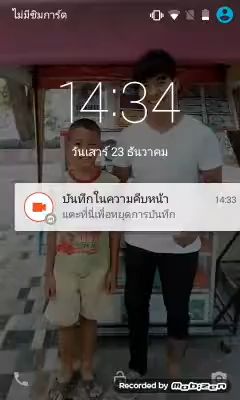 ไม่มีซิมการ์ด
14:34
วันเสาร์ 23 ธันวาคม
บันทึกในความคืบหน้า 14:33
แตะที่นี่เพื่อหยุดการบันทึก
Recorded by Mobizen